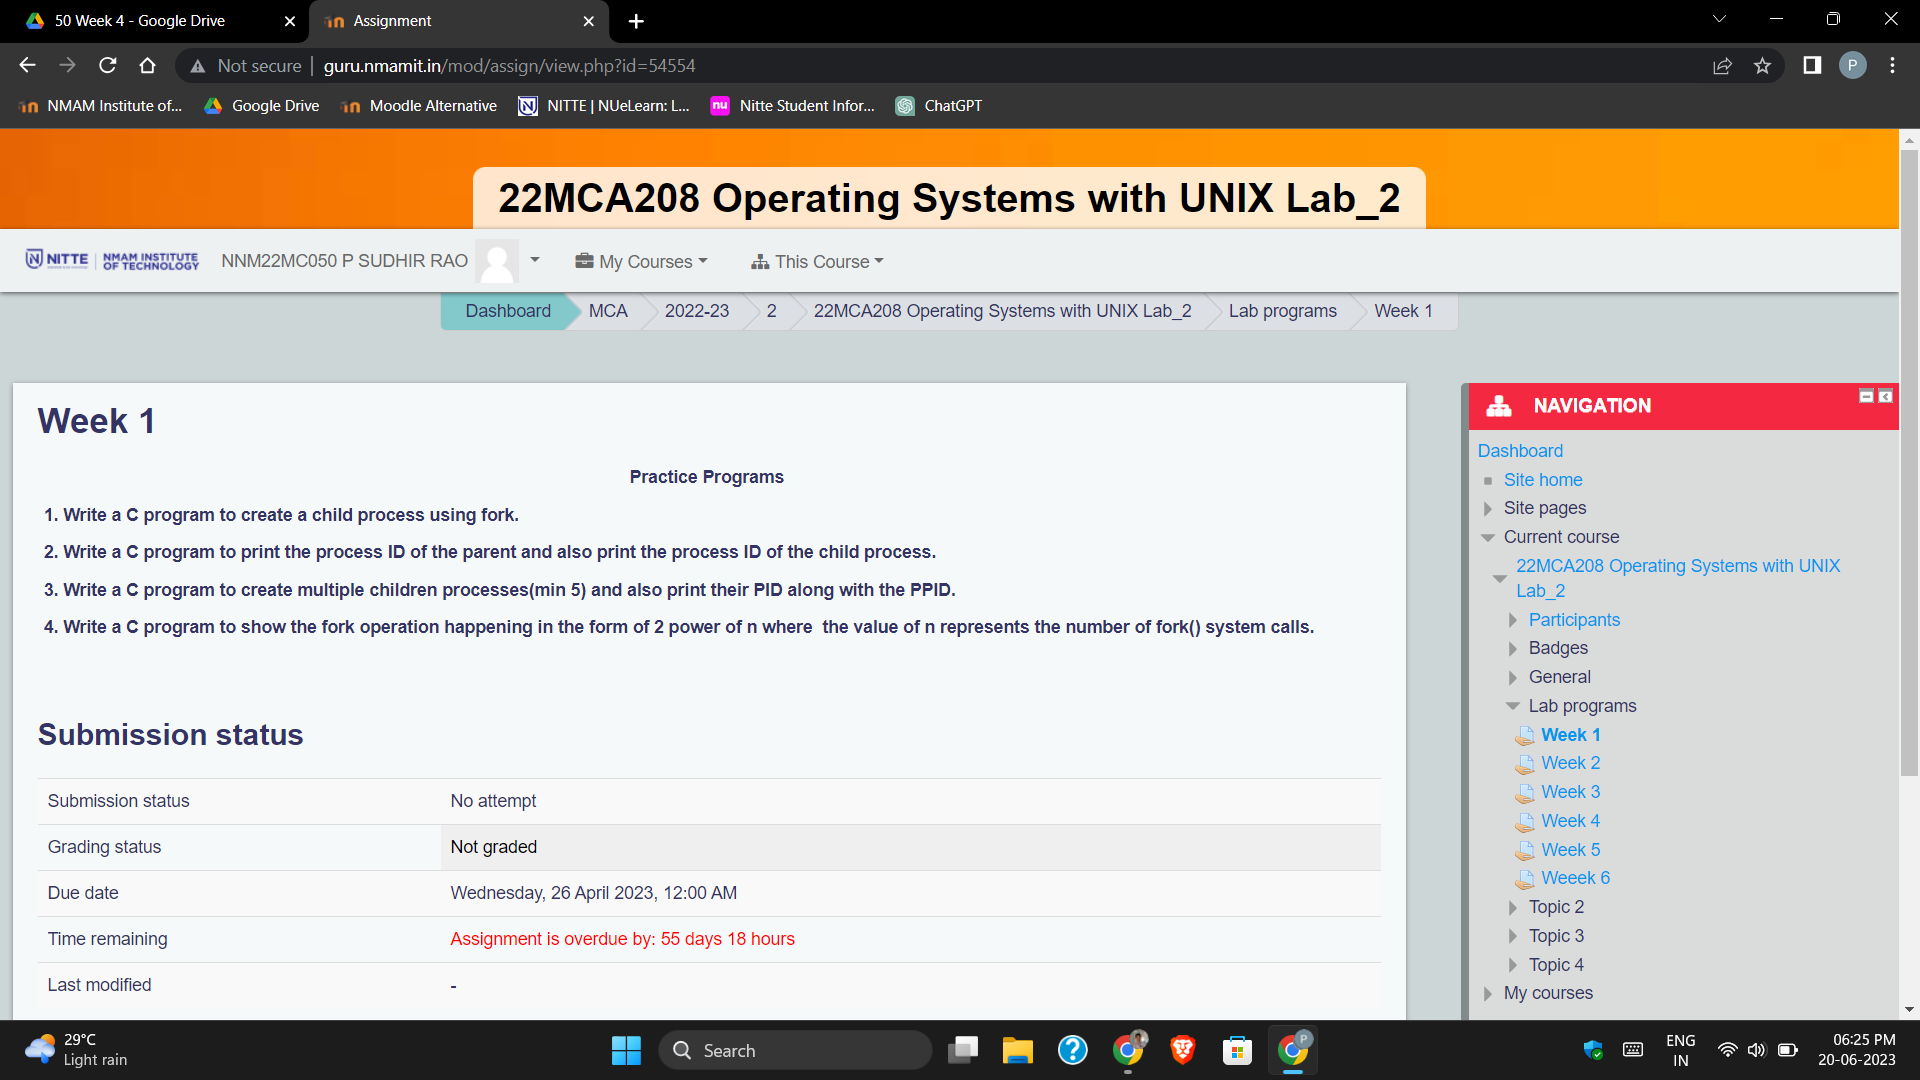 50 Week 4 - Google Drive
Assignment
Not secure
guru.nmamit.in/mod/assign/view.php?id=54554
P
NMAM Institute of...
Google Drive
Moodle Alternative
NITTE | NUeLearn: L...
nu
Nitte Student Infor...
ChatGPT
22MCA208 Operating Systems with UNIX Lab_2
NITTE
NMAM INSTITUTE
OF TECHNOLOGY
NNM22MC050 P SUDHIR RAO
My Courses
This Course
Dashboard
MCA
2022-23
2
22MCA208 Operating Systems with UNIX Lab_2
Lab programs
Week 1
Week 1
Practice Programs
1. Write a C program to create a child process using fork.
2. Write a C program to print the process ID of the parent and also print the process ID of the child process.
3. Write a C program to create multiple children processes(min 5) and also print their PID along with the PPID.
4. Write a C program to show the fork operation happening in the form of 2 power of n where  the value of n represents the number of fork() system calls.
Submission status
Submission status
No attempt
Grading status
Not graded
Due date
Wednesday, 26 April 2023, 12:00 AM
Time remaining
Assignment is overdue by: 55 days 18 hours
Last modified
-
NAVIGATION
Dashboard
Site home
Site pages
Current course
22MCA208 Operating Systems with UNIX
Lab_2
Participants
Badges
General
Lab programs
Week 1
Week 2
Week 3
Week 4
Week 5
Weeek 6
Topic 2
Topic 3
Topic 4
My courses
29°C
Light rain
Search
P
ENG
IN
06:25 PM
20-06-2023